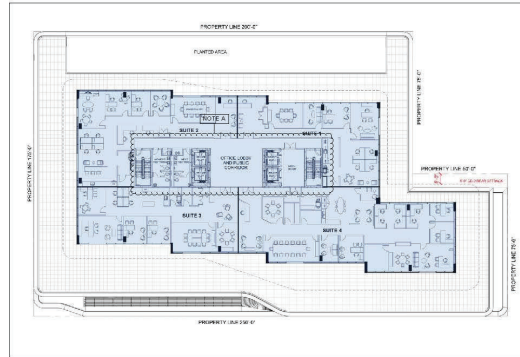 PROPERTY LINE 200'-0"
PLANTED AREA
PROPERTY LINE 75'-0"
NOTE A
SUITE 2
SUITE 1
OFFICE LOBBY
AND PUBLIC
CORRIDOR
PROPERTY LINE 50'-0"
PROPERTY LINE 175'-0"
SUITE 3
SUITE 4
PROPERTY LINE 75'-0"
PROPERTY LINE 250'-0"